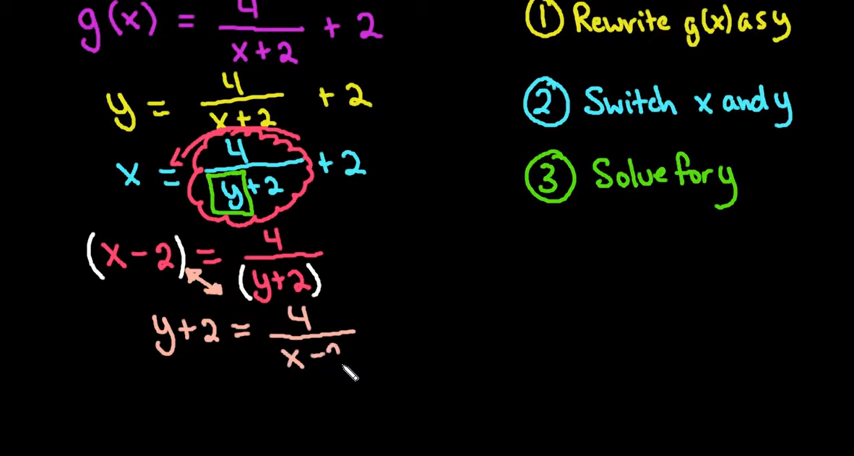 g(x) = 4/(x+2) + 2
y = 4/(x+2) + 2
x = 4/(y+2) + 2
(x-2) = 4/(y+2)
y+2 = 4/(x-2
① Rewrite g(x) as y
② Switch x and y
③ Solve for y